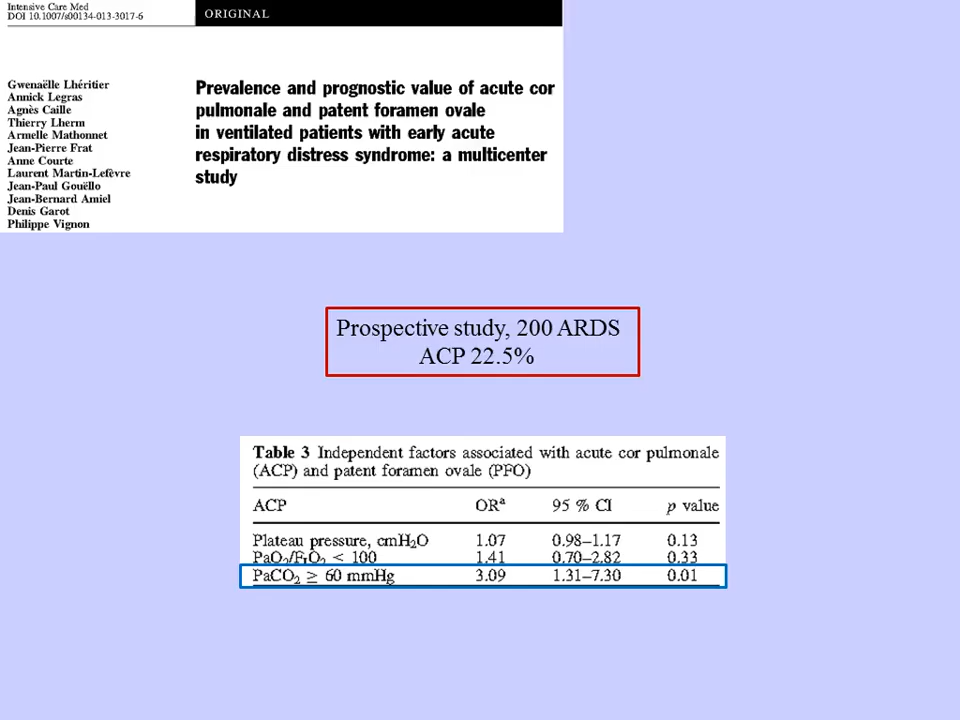 Intensive Care Med
DOI 10.1007/s00134-013-3017-6
ORIGINAL
Gwenaëlle Lhéritier
Annick Legras
Agnès Caille
Thierry Lherm
Armelle Mathonnet
Jean-Pierre Frat
Anne Courte
Laurent Martin-Lefèvre
Jean-Paul Gouëllo
Jean-Bernard Amiel
Denis Garot
Philippe Vignon
Prevalence and prognostic value of acute cor
pulmonale and patent foramen ovale
in ventilated patients with early acute
respiratory distress syndrome: a multicenter
study
Prospective study, 200 ARDS
ACP 22.5%
Table 3 Independent factors associated with acute cor pulmonale
(ACP) and patent foramen ovale (PFO)
ACP ORᵃ 95 % CI p value
Plateau pressure, cmH₂O 1.07 0.98–1.17 0.13
PaO₂/FIO₂ < 100 1.41 0.70–2.82 0.33
PaCO₂ ≥ 60 mmHg 3.09 1.31–7.30 0.01